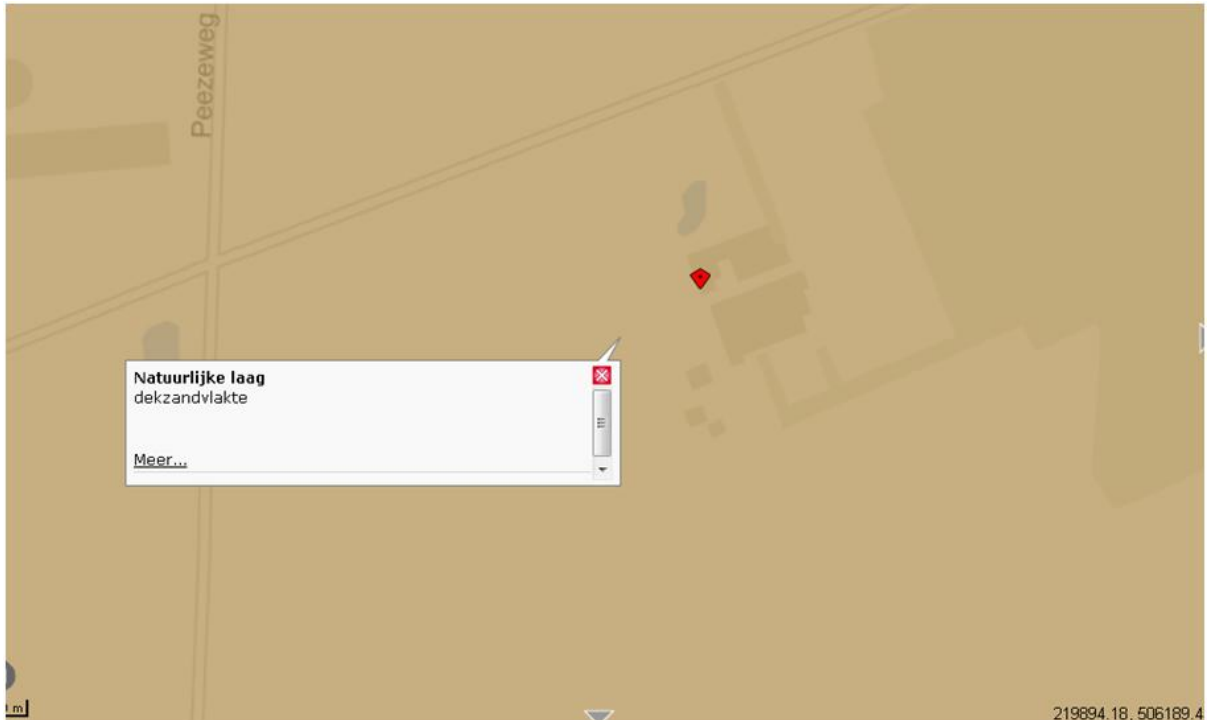 Peezeweg
Natuurlijke laag
dekzandvlakte
Meer...
m
219894.18, 506189.4